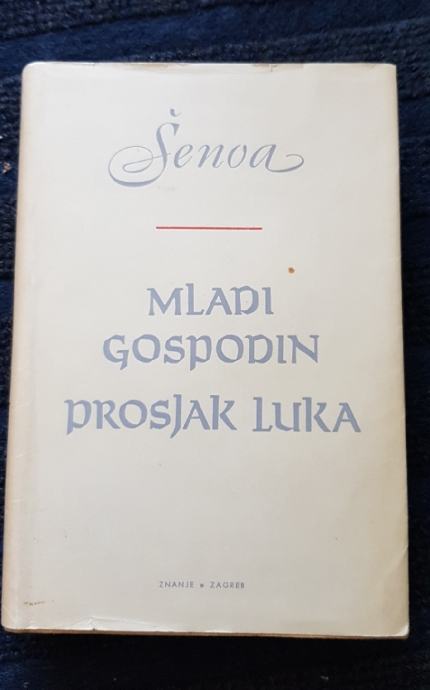 Šenoa
MLADI
GOSPODIN
PROSJAK LUKA
ZNANJE • ZAGREB